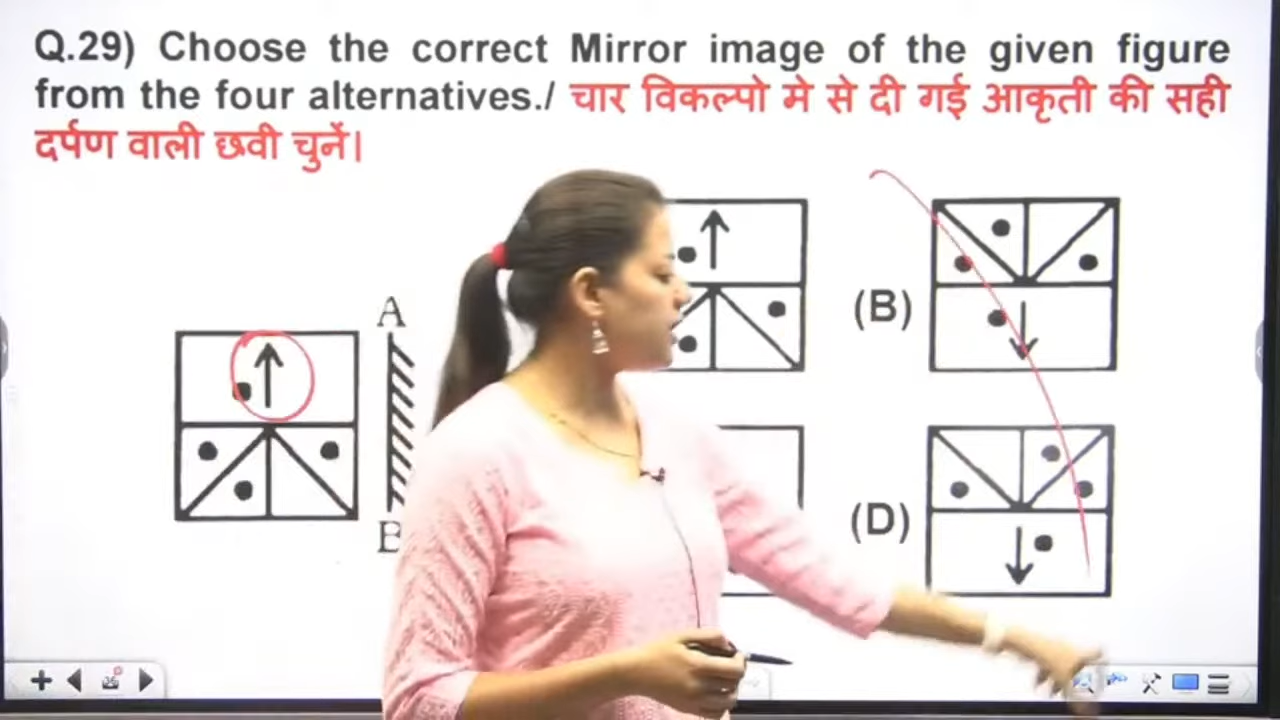 Q.29) Choose the correct Mirror image of the given figure
from the four alternatives./ चार विकल्पो मे से दी गई आकृती की सही
दर्पण वाली छवी चुनें।
A
B
(B)
(D)
26